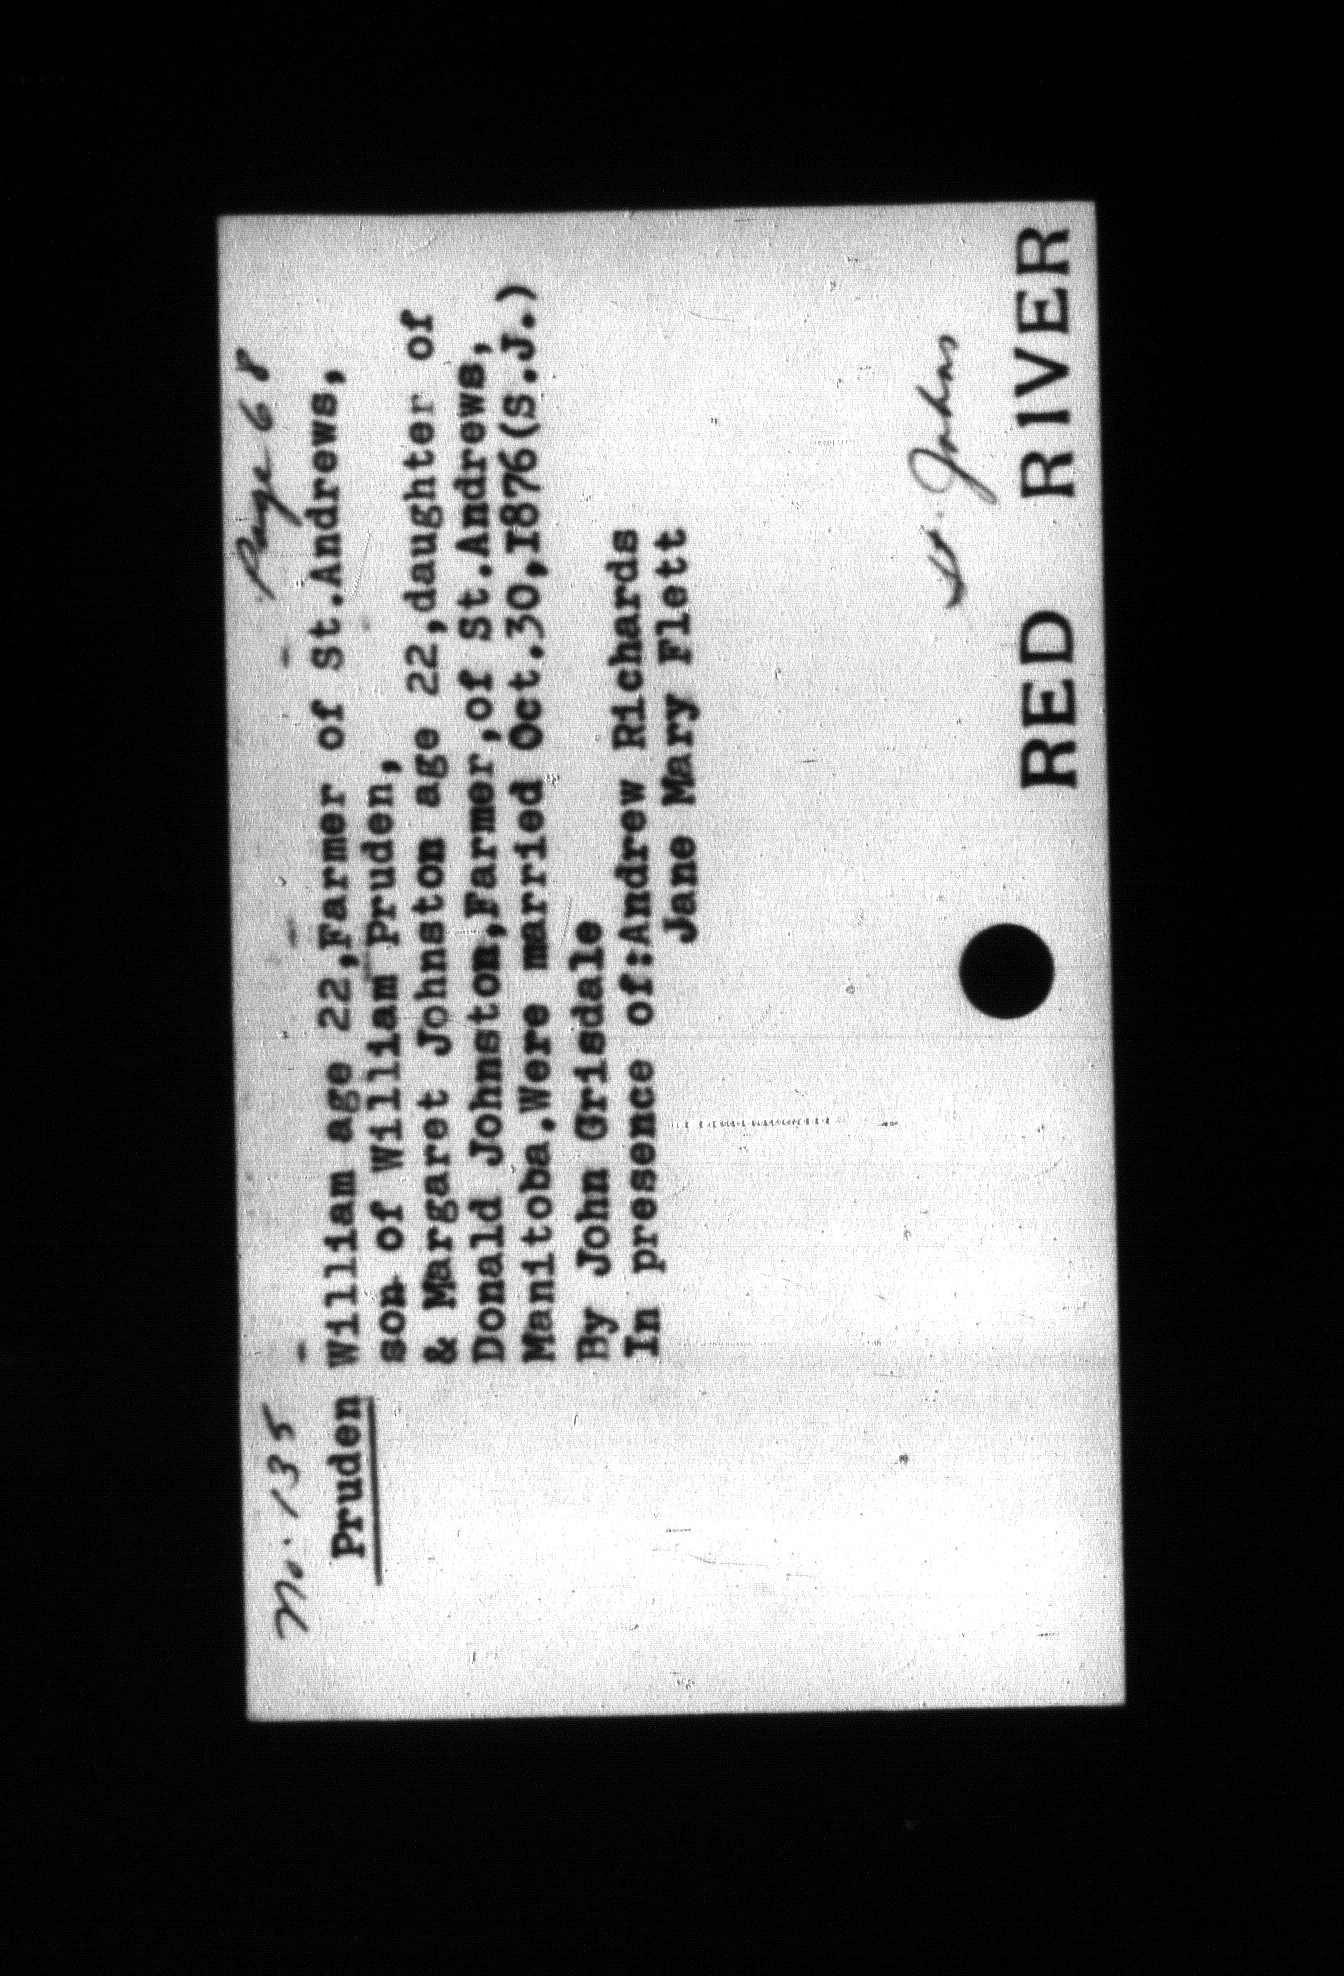 No. 135 Page 68
Pruden William age 22,Farmer of St.Andrews,
son of William Pruden,
& Margaret Johnston age 22,daughter of
Donald Johnston,Farmer,of St.Andrews,
Manitoba.Were married Oct.30,1876(S.J.)
By John Grisdale
In presence of:Andrew Richards
Jane Mary Flett
St. Johns
RED RIVER